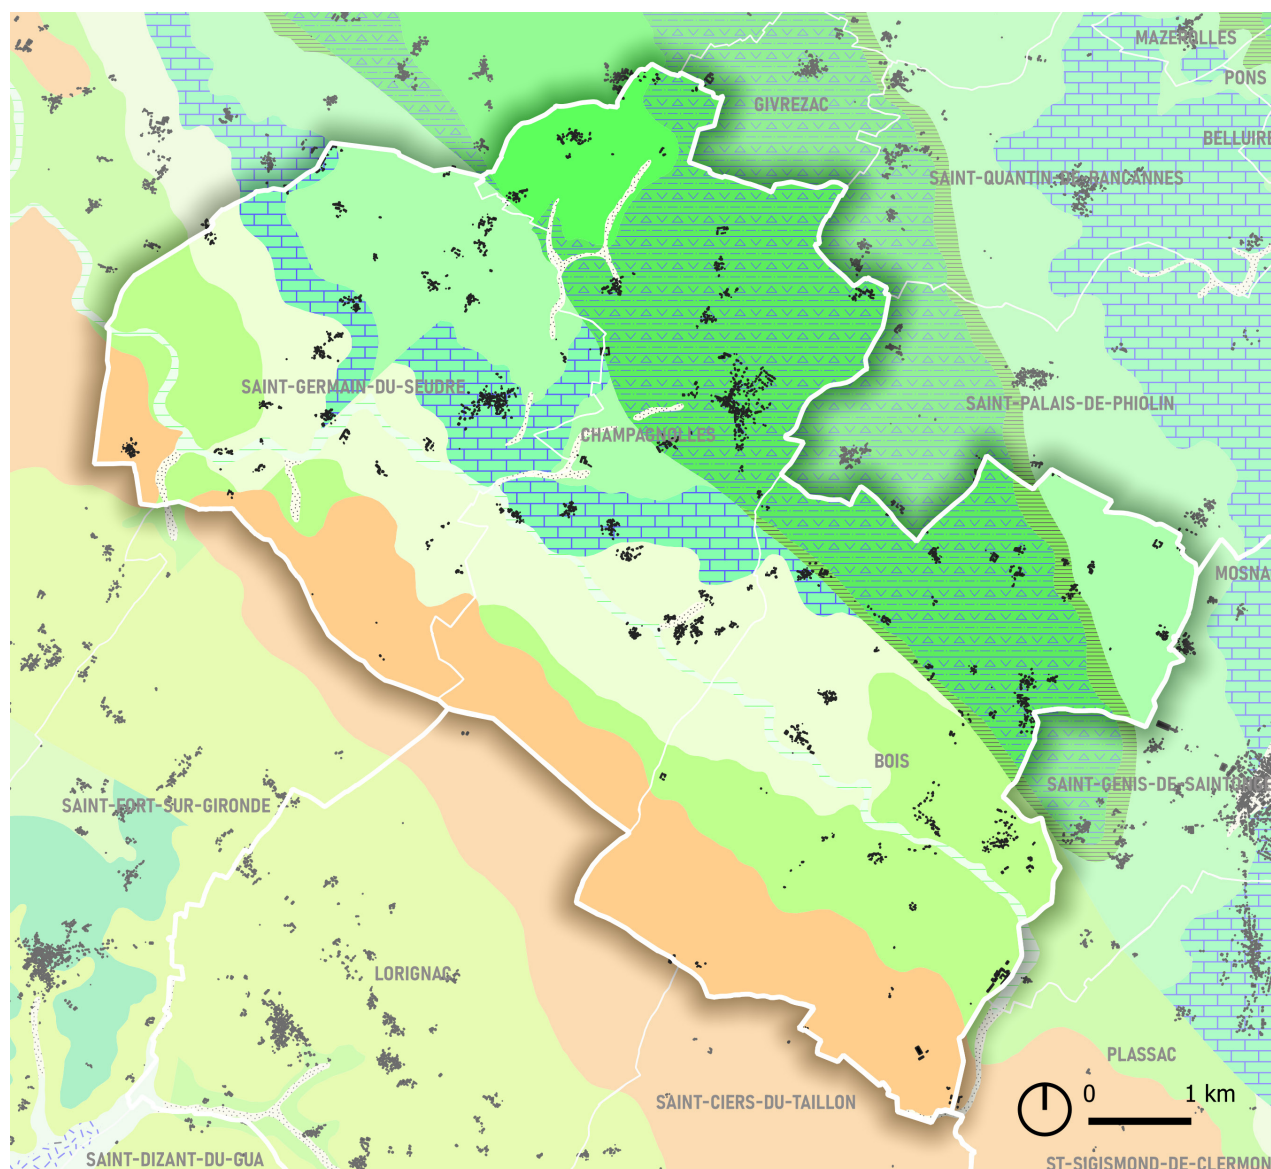 MAZEROLLES
PONS
GIVREZAC
BELLUIRE
SAINT-QUANTIN-DE-RANCANNES
SAINT-GERMAIN-DU-SEUDRE
SAINT-PALAIS-DE-PHIOLIN
CHAMPAGNOLLES
MOSNA
BOIS
SAINT-GENIS-DE-SAINTONGE
SAINT-FORT-SUR-GIRONDE
LORIGNAC
PLASSAC
0 1 km
SAINT-CIERS-DU-TAILLON
SAINT-DIZANT-DU-GUA
ST-SIGISMOND-DE-CLERMON